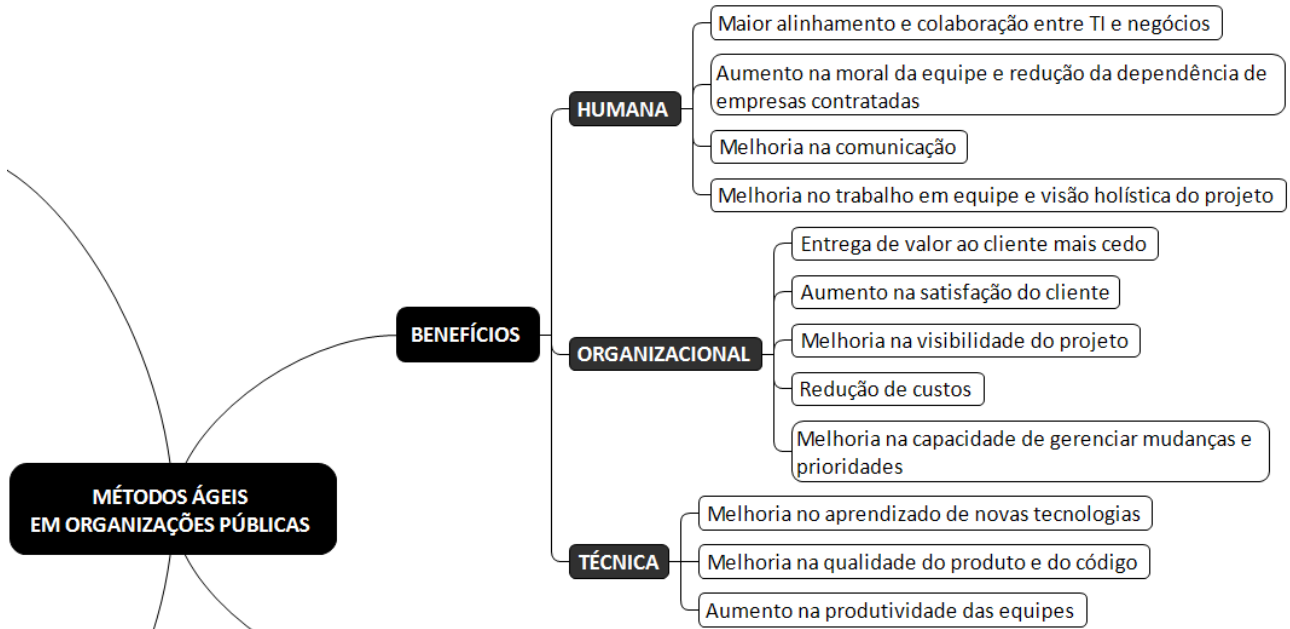 Maior alinhamento e colaboração entre TI e negócios
Aumento na moral da equipe e redução da dependência de
empresas contratadas
HUMANA
Melhoria na comunicação
Melhoria no trabalho em equipe e visão holística do projeto
Entrega de valor ao cliente mais cedo
Aumento na satisfação do cliente
BENEFÍCIOS
Melhoria na visibilidade do projeto
ORGANIZACIONAL
Redução de custos
Melhoria na capacidade de gerenciar mudanças e
prioridades
MÉTODOS ÁGEIS
EM ORGANIZAÇÕES PÚBLICAS
Melhoria no aprendizado de novas tecnologias
TÉCNICA
Melhoria na qualidade do produto e do código
Aumento na produtividade das equipes